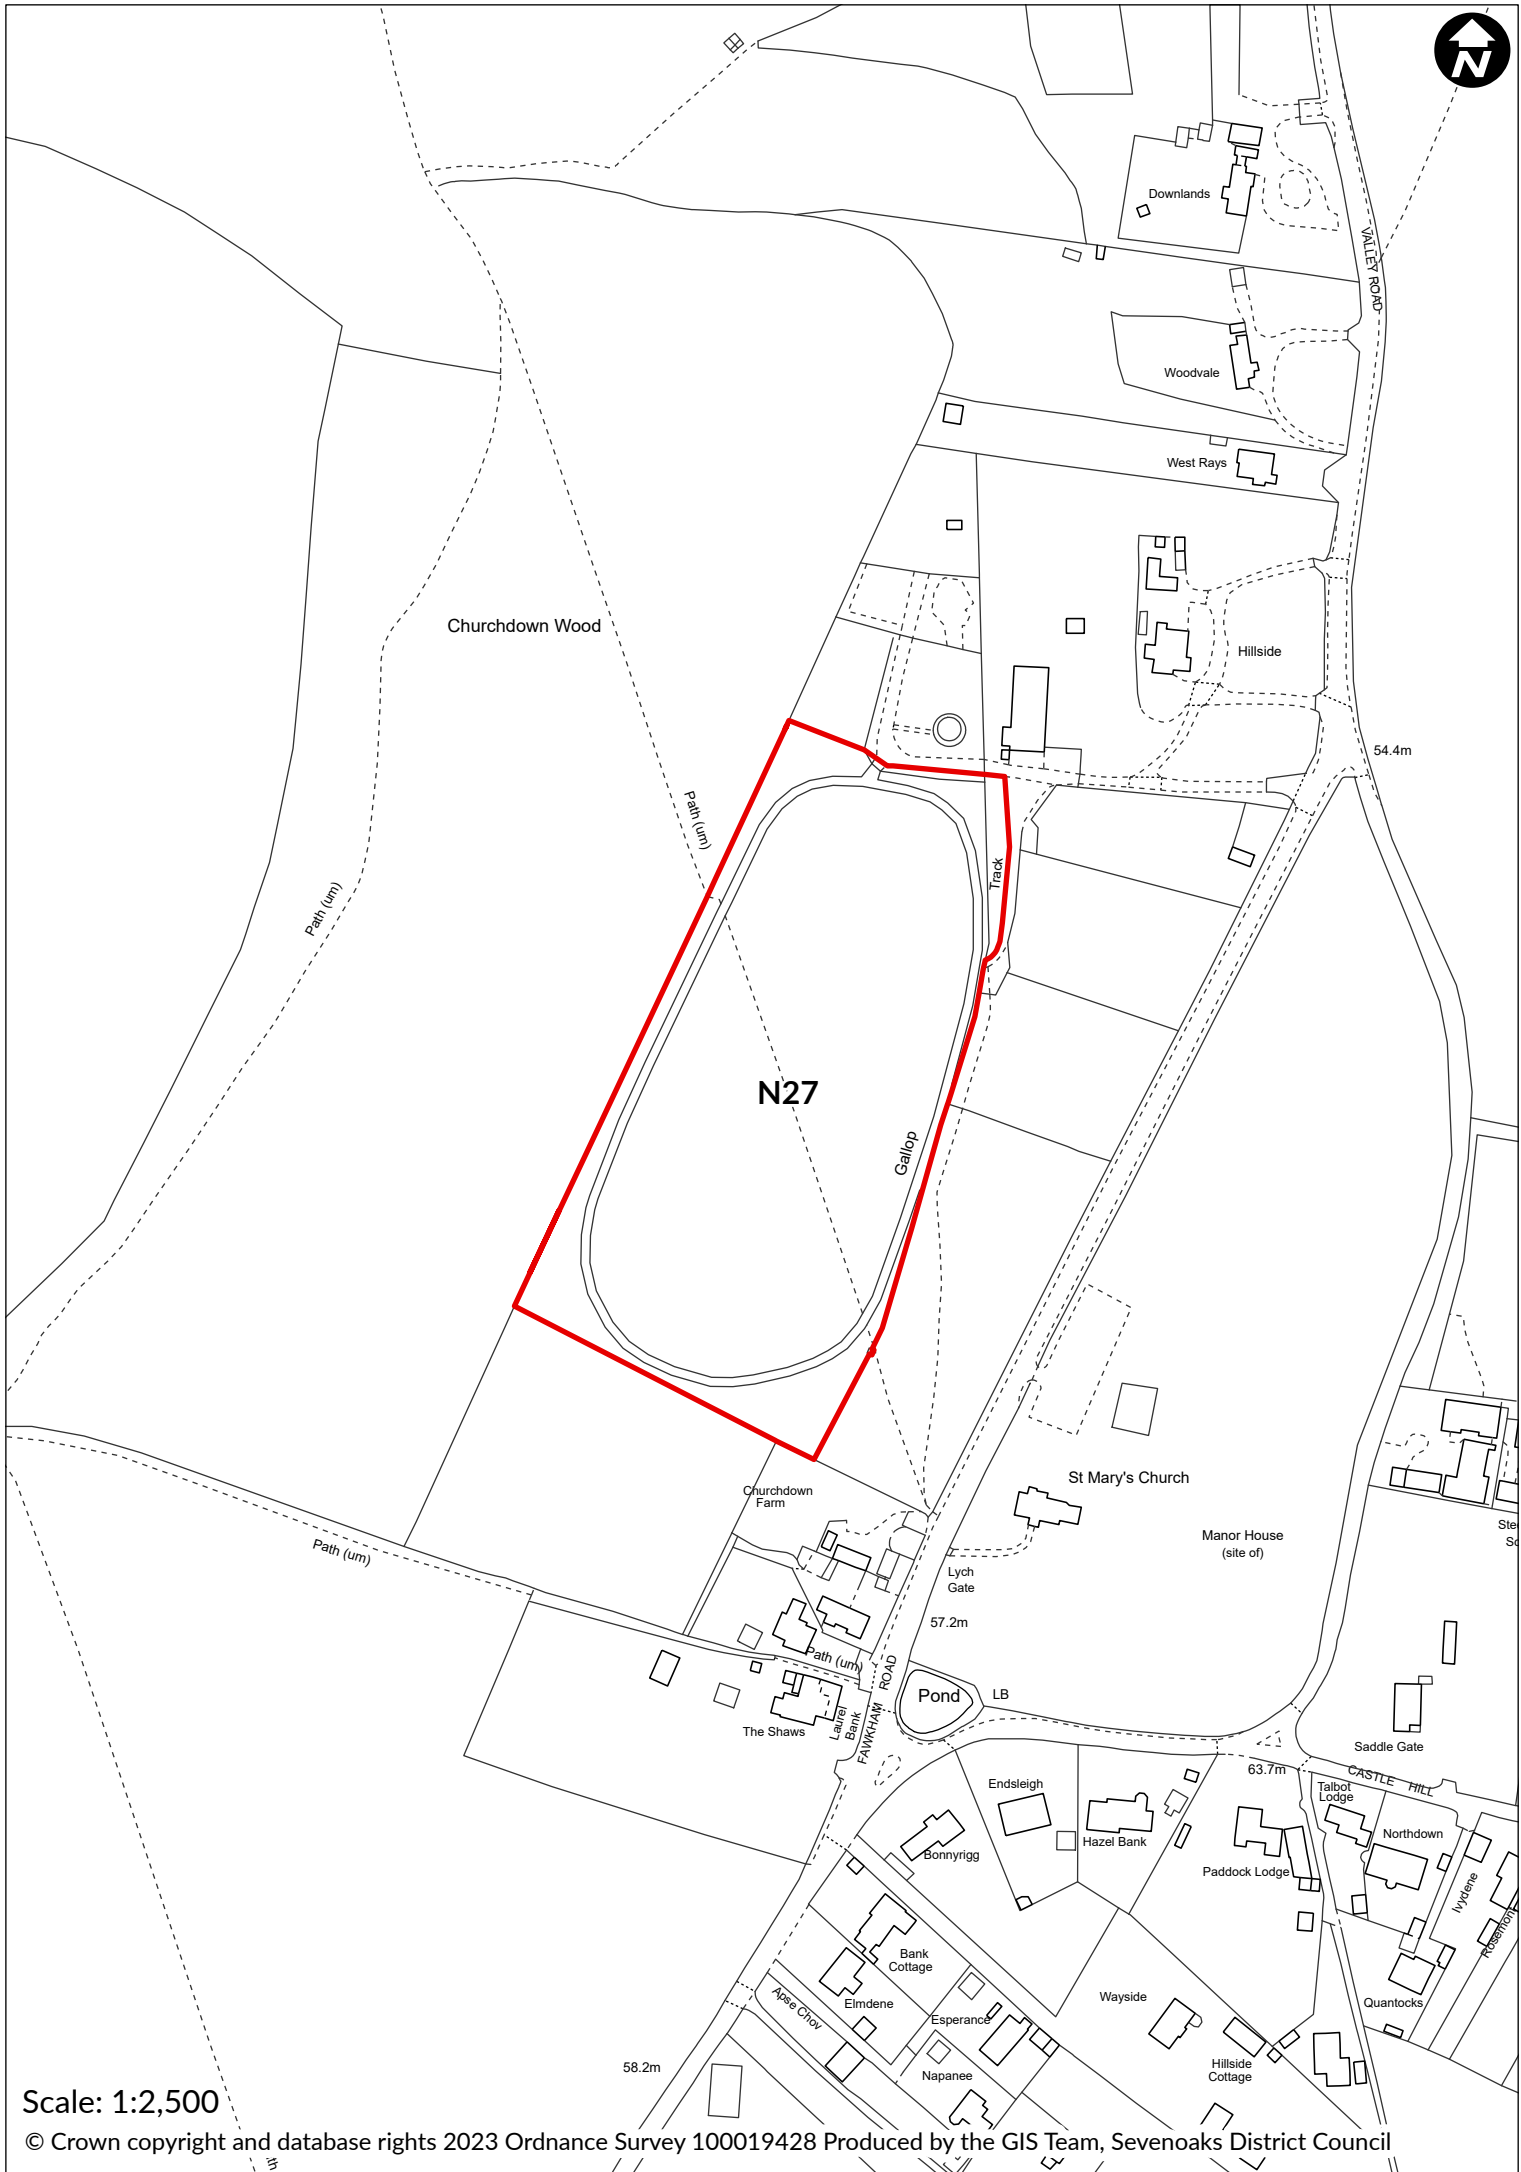 N
Downlands
VALLEY ROAD
Woodvale
West Rays
Churchdown Wood
Hillside
54.4m
Path (um)
Path (um)
Track
N27
Gallop
St Mary's Church
Churchdown
Farm
Manor House
(site of)
Path (um)
Lych
Gate
57.2m
Path (um)
FAWKHAM ROAD
Pond
LB
The Shaws
Laurel
Bank
Saddle Gate
63.7m
CASTLE HILL
Endsleigh
Talbot
Lodge
Hazel Bank
Northdown
Bonnyrigg
Paddock Lodge
Ivydene
Rosemont
Bank
Cottage
Elmdene
Apse Chov
Esperance
Wayside
Quantocks
58.2m
Napanee
Hillside
Cottage
Scale: 1:2,500
© Crown copyright and database rights 2023 Ordnance Survey 100019428 Produced by the GIS Team, Sevenoaks District Council